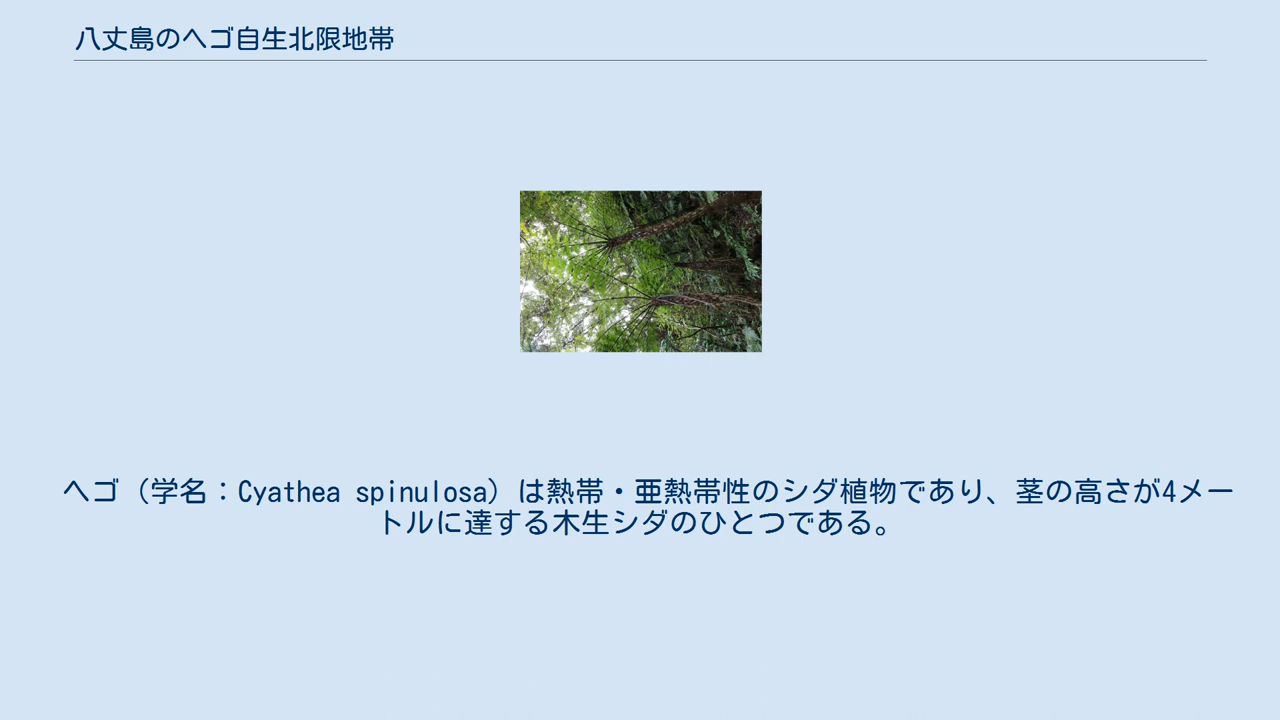 八丈島のヘゴ自生北限地帯
ヘゴ（学名：Cyathea spinulosa）は熱帯・亜熱帯性のシダ植物であり、茎の高さが4メー
トルに達する木生シダのひとつである。